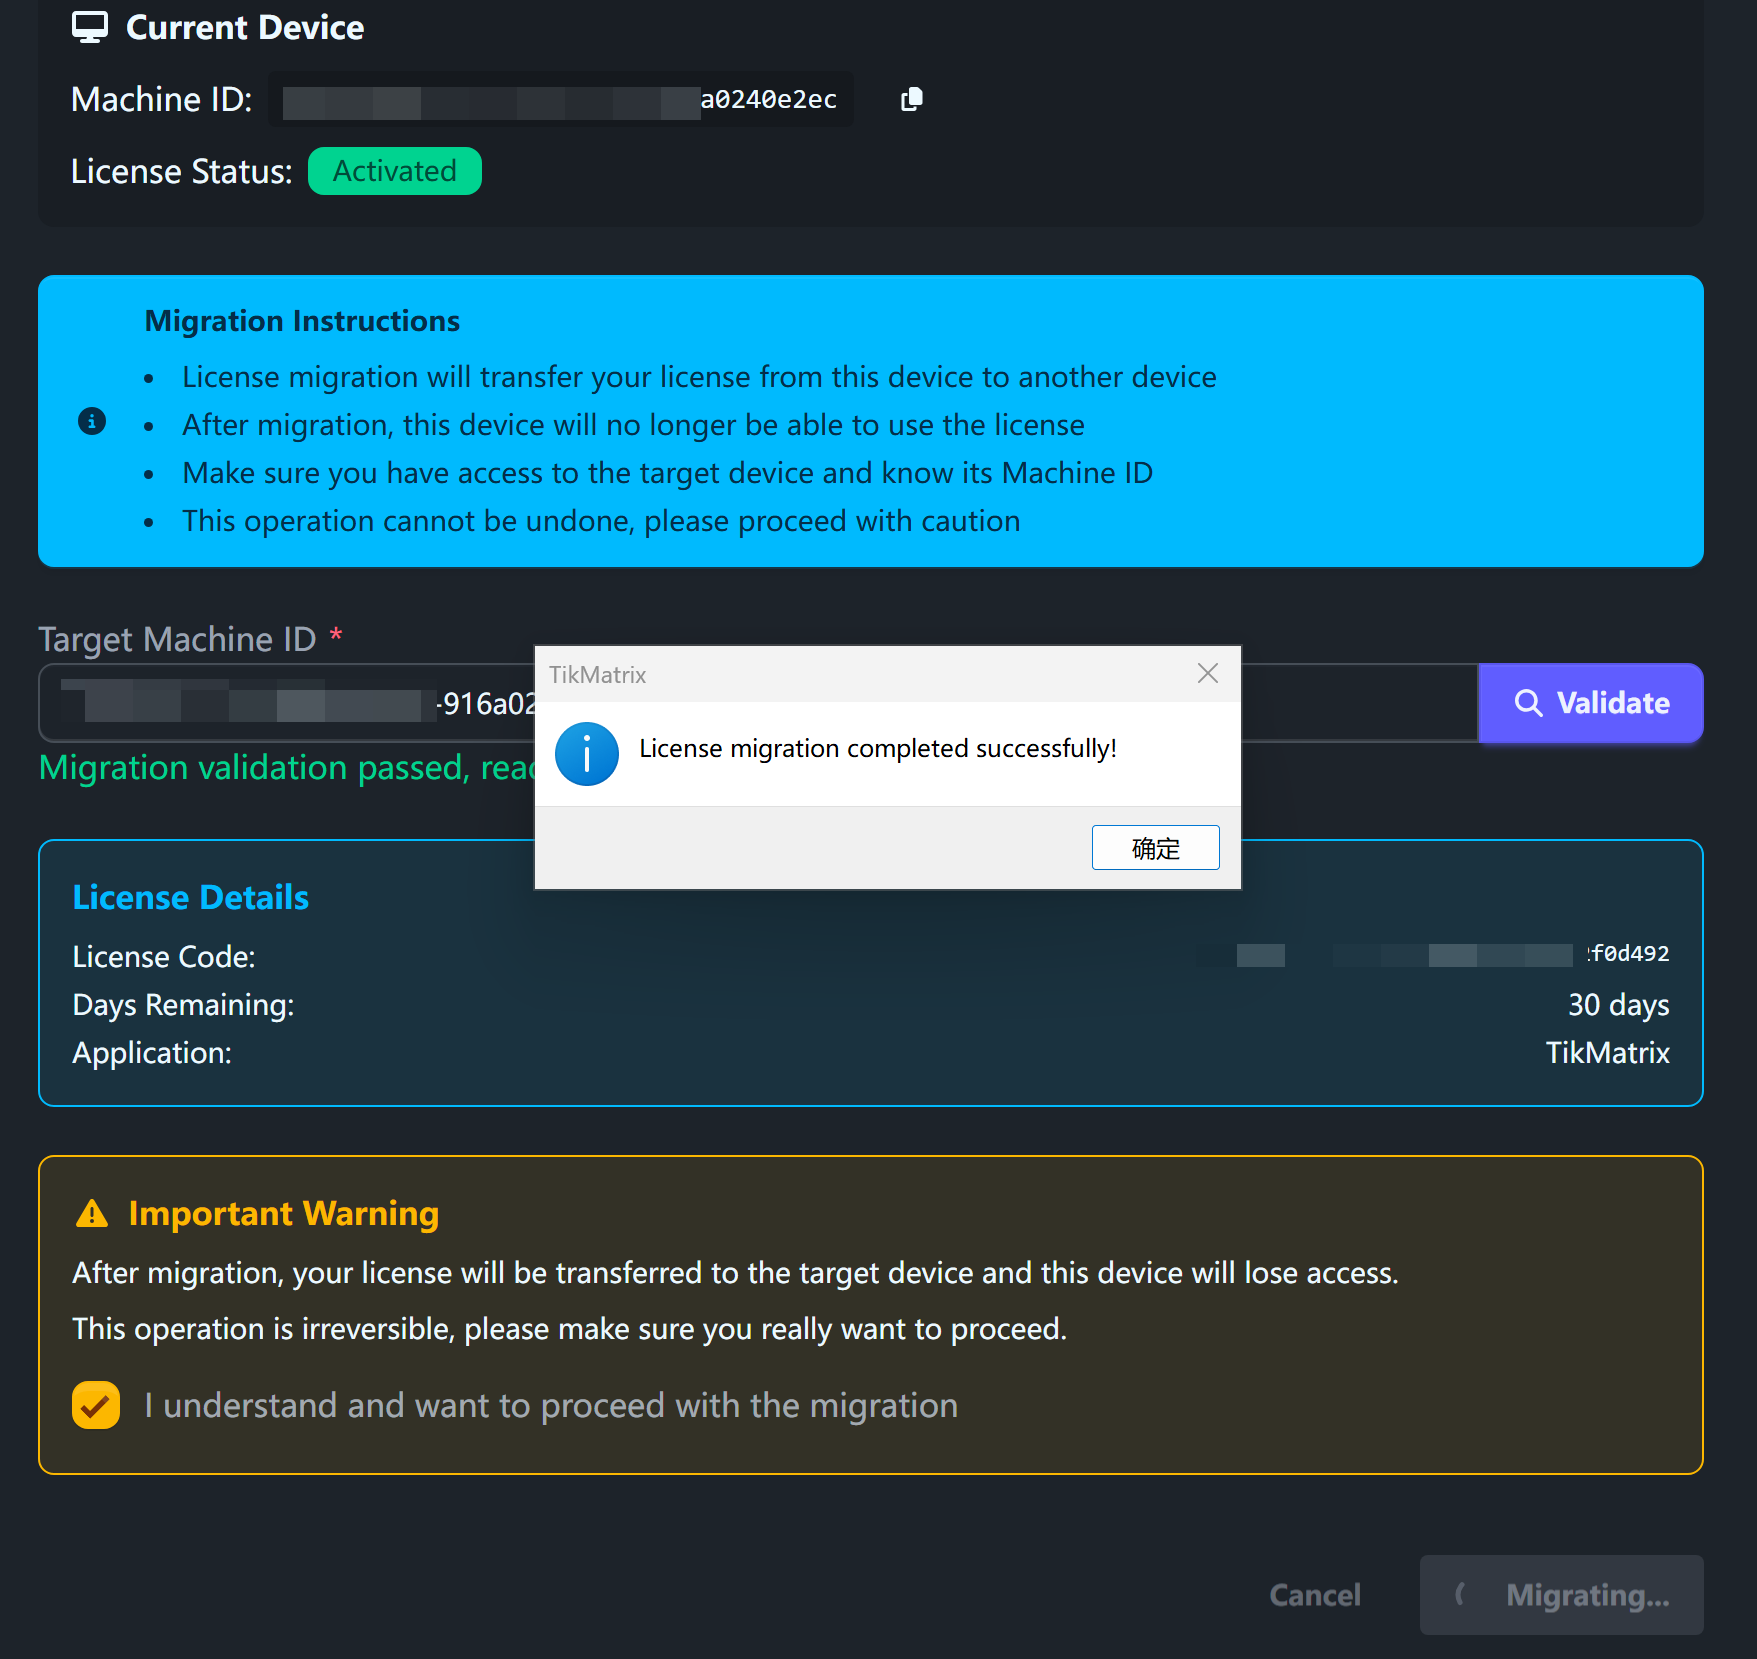 Current Device
Machine ID: a0240e2ec
License Status: Activated
Migration Instructions
• License migration will transfer your license from this device to another device
• After migration, this device will no longer be able to use the license
• Make sure you have access to the target device and know its Machine ID
• This operation cannot be undone, please proceed with caution
Target Machine ID *
-916a02
Validate
Migration validation passed,
TikMatrix
License migration completed successfully!
确定
License Details
License Code: f0d492
Days Remaining: 30 days
Application: TikMatrix
Important Warning
After migration, your license will be transferred to the target device and this device will lose access.
This operation is irreversible, please make sure you really want to proceed.
I understand and want to proceed with the migration
Cancel
Migrating...